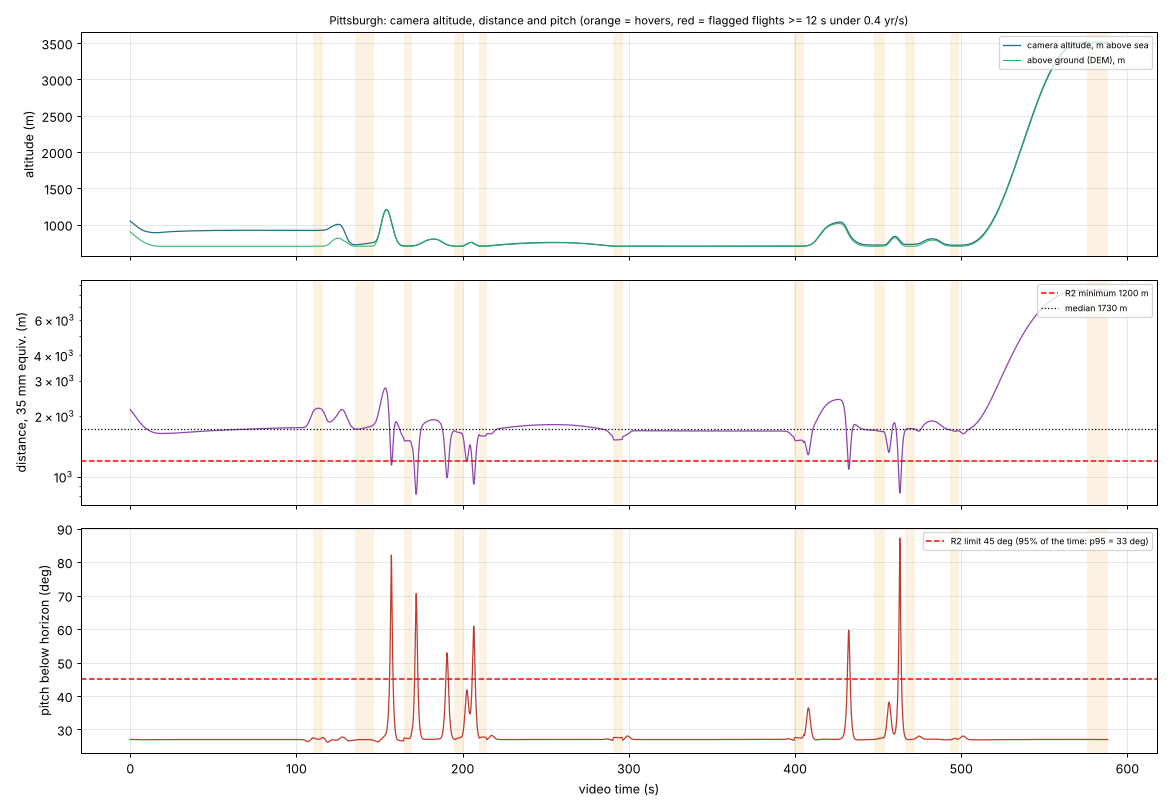 Pittsburgh: camera altitude, distance and pitch (orange = hovers, red = flagged flights >= 12 s under 0.4 yr/s)
altitude (m)
3500
3000
2500
2000
1500
1000
camera altitude, m above sea
above ground (DEM), m
distance, 35 mm equiv. (m)
6 × 10³
4 × 10³
3 × 10³
2 × 10³
10³
R2 minimum 1200 m
median 1730 m
pitch below horizon (deg)
90
80
70
60
50
40
30
R2 limit 45 deg (95% of the time: p95 = 33 deg)
0 100 200 300 400 500 600
video time (s)